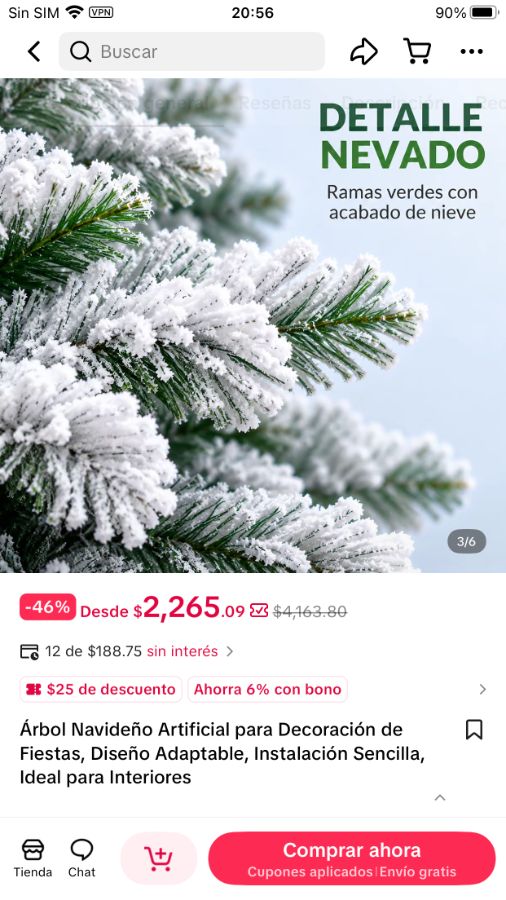 Sin SIM VPN 20:56 90%
Buscar
general Reseñas Descripción Rec
DETALLE
NEVADO
Ramas verdes con
acabado de nieve
3/6
-46% Desde $2,265.09 $4,163.80
12 de $188.75 sin interés
$25 de descuento Ahorra 6% con bono
Árbol Navideño Artificial para Decoración de
Fiestas, Diseño Adaptable, Instalación Sencilla,
Ideal para Interiores
Comprar ahora
Tienda Chat Cupones aplicados | Envío gratis